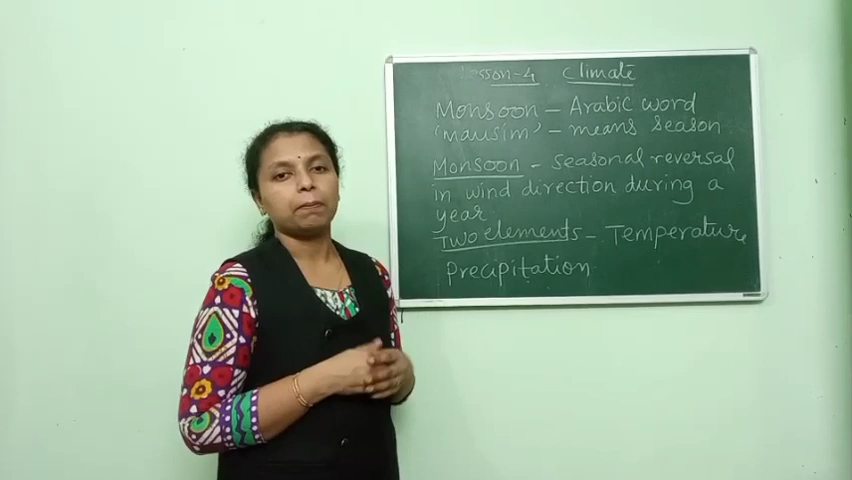 Lesson-4 Climate
Monsoon - Arabic word
'mausim' - means season
Monsoon - seasonal reversal
in wind direction during a
year.
Two elements - Temperature
Precipitation